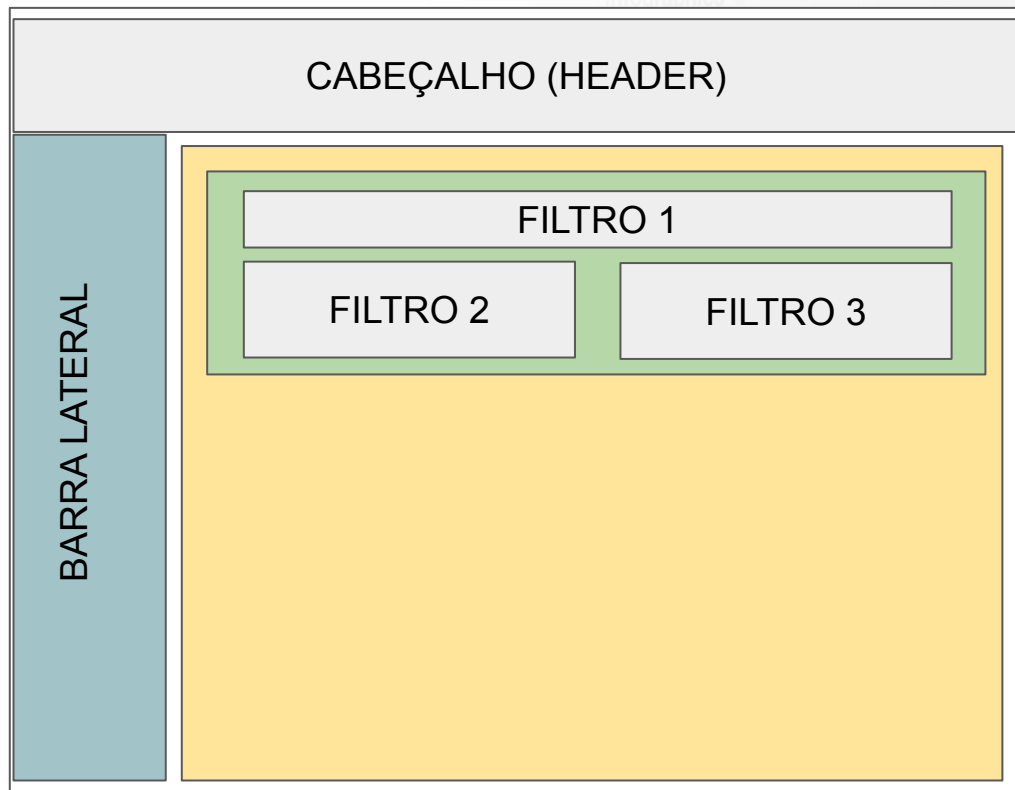 CABEÇALHO (HEADER)
BARRA LATERAL
FILTRO 1
FILTRO 2
FILTRO 3